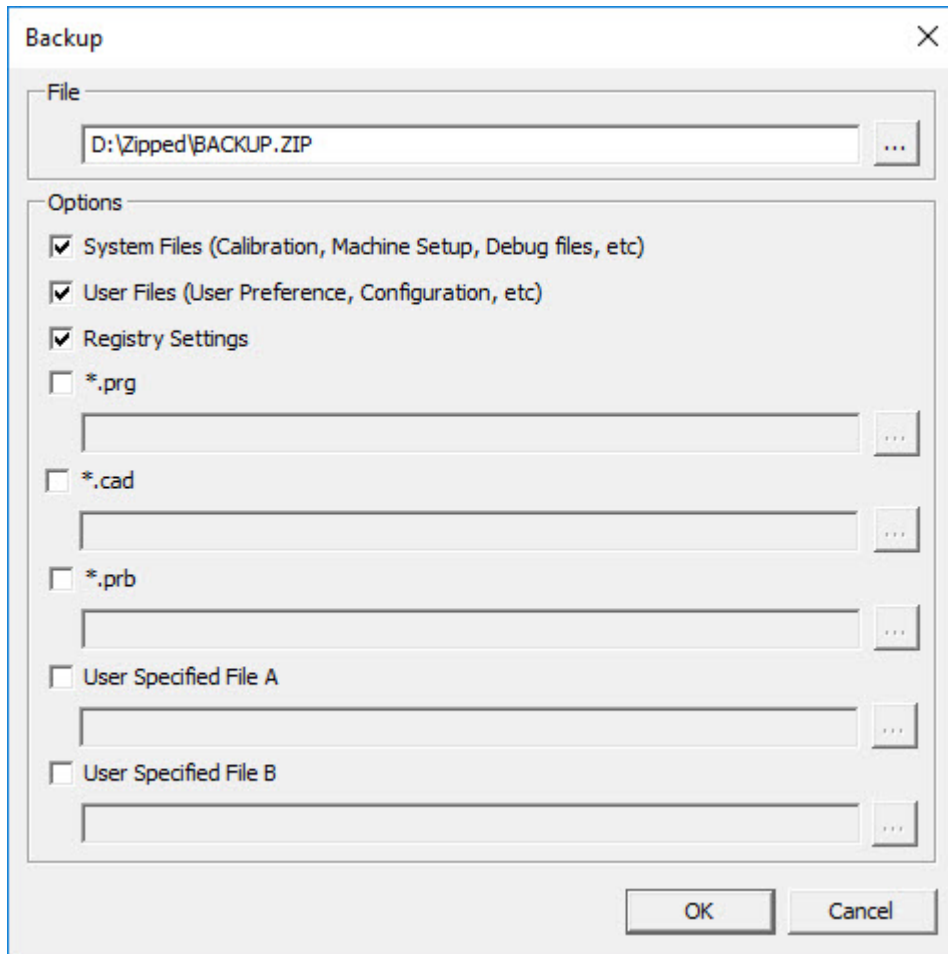 Backup
File
D:\Zipped\BACKUP.ZIP
...
Options
System Files (Calibration, Machine Setup, Debug files, etc)
User Files (User Preference, Configuration, etc)
Registry Settings
*.prg
...
*.cad
...
*.prb
...
User Specified File A
...
User Specified File B
...
OK
Cancel